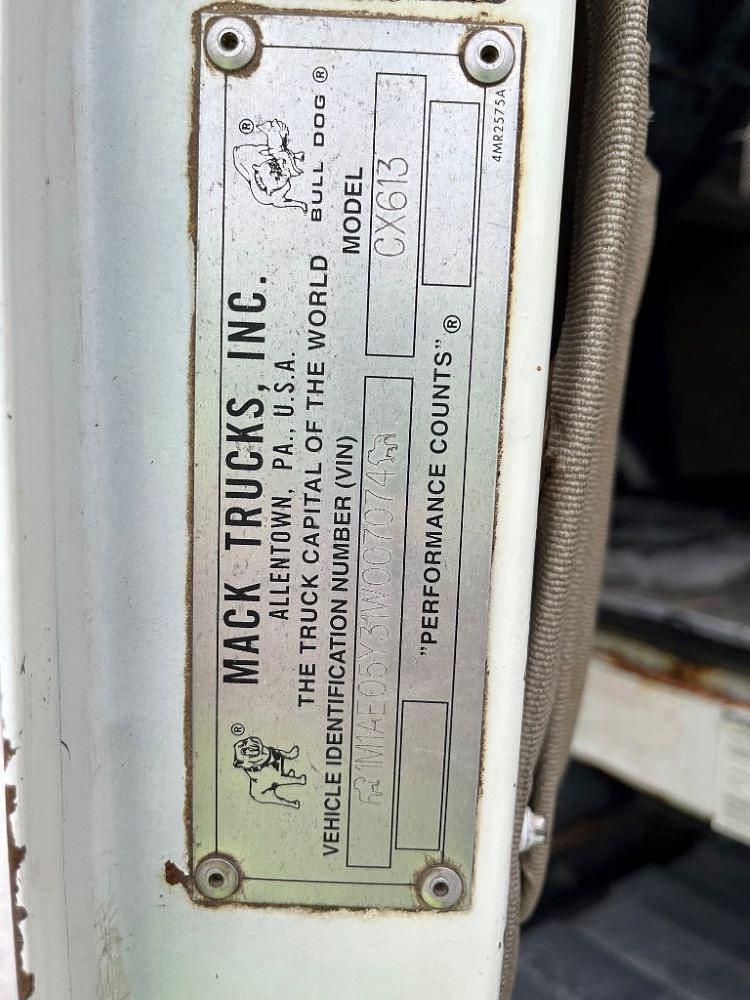 MACK TRUCKS, INC.
ALLENTOWN, PA., U.S.A.
THE TRUCK CAPITAL OF THE WORLD
BULL DOG ®
®
®
VEHICLE IDENTIFICATION NUMBER (VIN)
MODEL
1M1AE05Y31W007074
CX613
"PERFORMANCE COUNTS" ®
4MR2575A